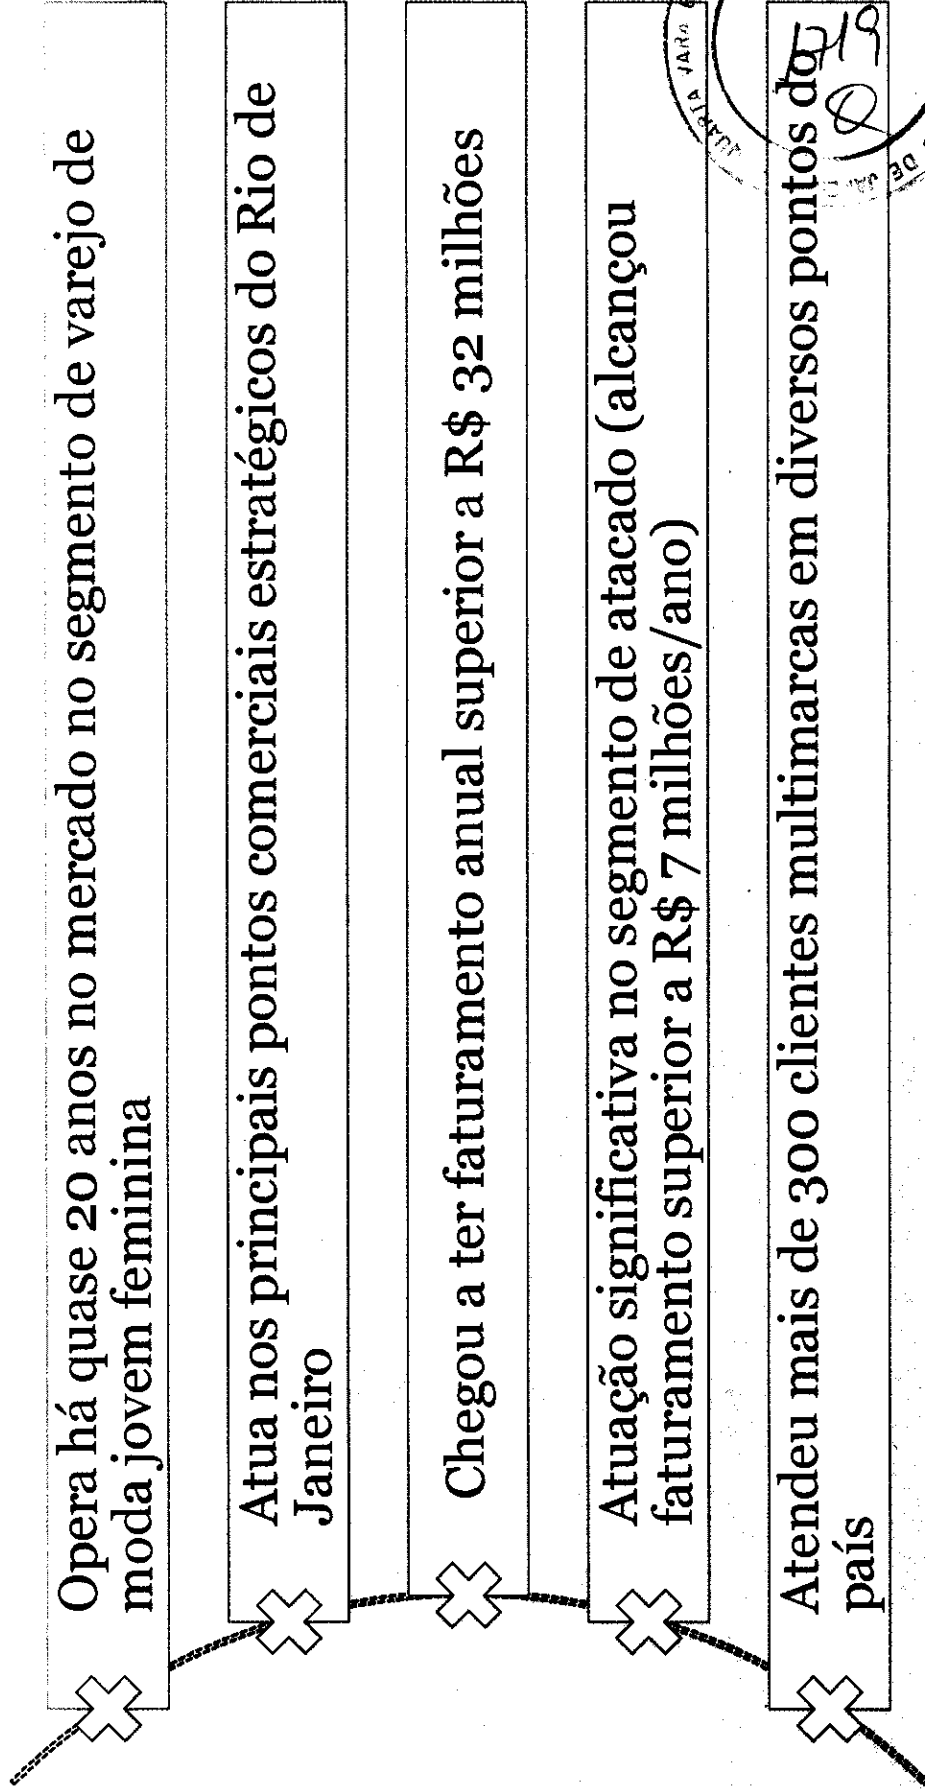 Opera há quase 20 anos no mercado no segmento de varejo de
moda jovem feminina
Atua nos principais pontos comerciais estratégicos do Rio de
Janeiro
Chegou a ter faturamento anual superior a R$ 32 milhões
Atuação significativa no segmento de atacado (alcançou
faturamento superior a R$ 7 milhões/ano)
Atendeu mais de 300 clientes multimarcas em diversos pontos do
país
VARA
DE